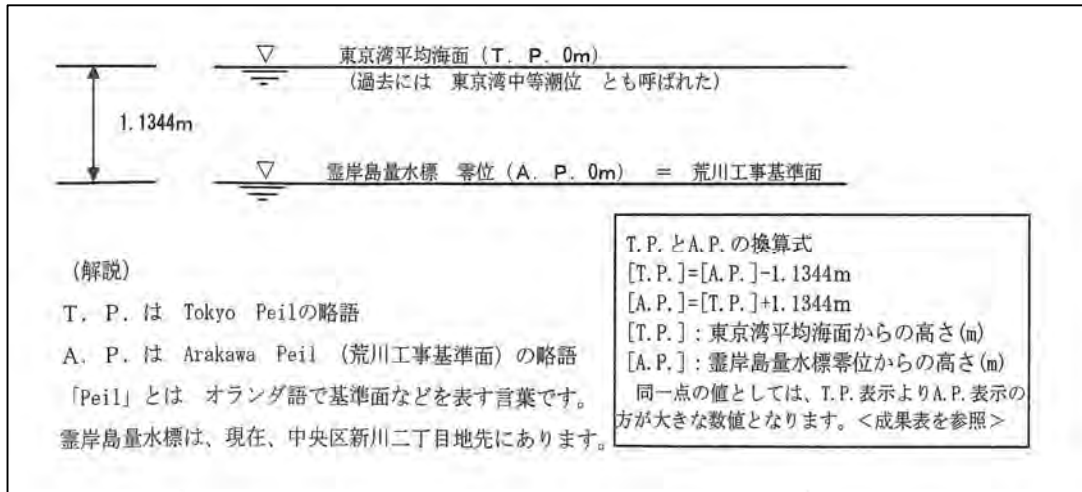 東京湾平均海面(T. P. 0m)
(過去には 東京湾中等潮位 とも呼ばれた)
1.1344m
霊岸島量水標 零位(A. P. 0m) = 荒川工事基準面
(解説)
T. P. は Tokyo Peilの略語
A. P. は Arakawa Peil (荒川工事基準面)の略語
「Peil」とは オランダ語で基準面などを表す言葉です。
霊岸島量水標は、現在、中央区新川二丁目地先にあります。
T.P.とA.P.の換算式
[T.P.]=[A.P.]-1.1344m
[A.P.]=[T.P.]+1.1344m
[T.P.]:東京湾平均海面からの高さ(m)
[A.P.]:霊岸島量水標零位からの高さ(m)
同一点の値としては、T.P.表示よりA.P.表示の
方が大きな数値となります。<成果表を参照>